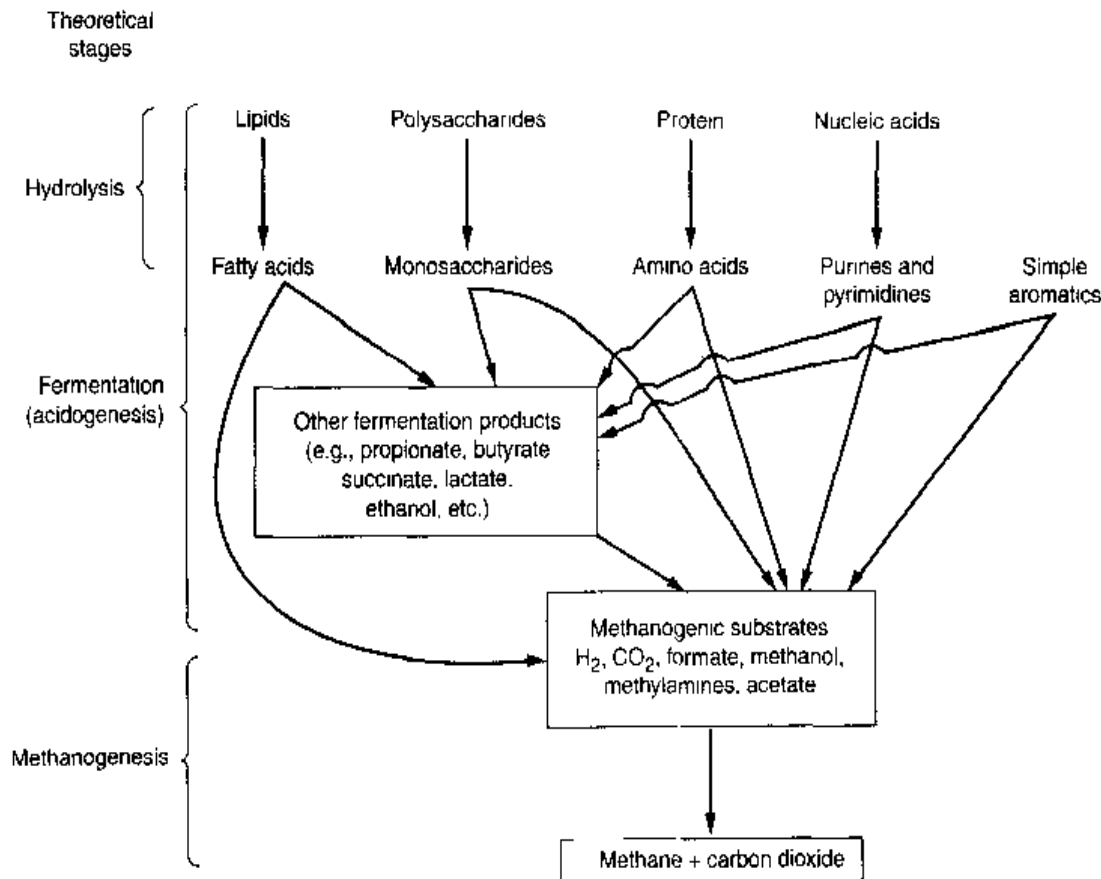 Theoretical
stages
Lipids
Polysaccharides
Protein
Nucleic acids
Hydrolysis
Fatty acids
Monosaccharides
Amino acids
Purines and
pyrimidines
Simple
aromatics
Fermentation
(acidogenesis)
Other fermentation products
(e.g., propionate, butyrate
succinate, lactate.
ethanol, etc.)
Methanogenic substrates
H₂, CO₂, formate, methanol,
methylamines. acetate
Methanogenesis
Methane + carbon dioxide